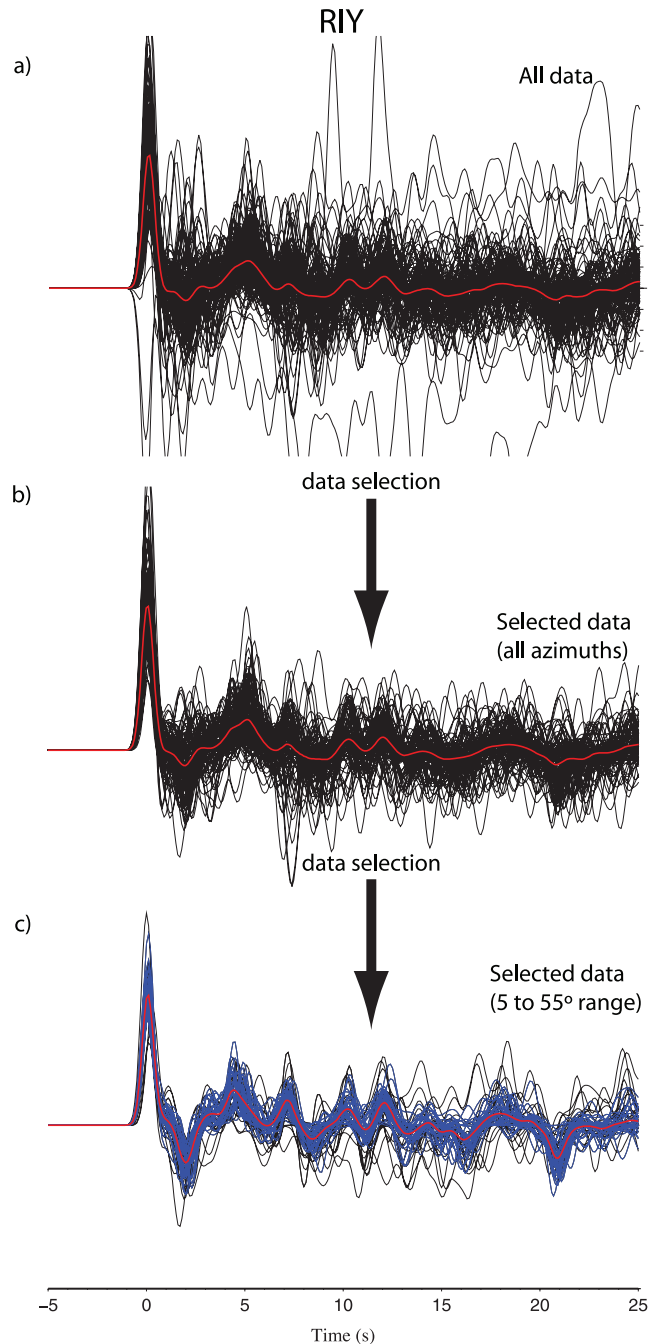 RIY
a)
All data
data selection
b)
Selected data
(all azimuths)
data selection
c)
Selected data
(5 to 55º range)
−5 0 5 10 15 20 25
Time (s)